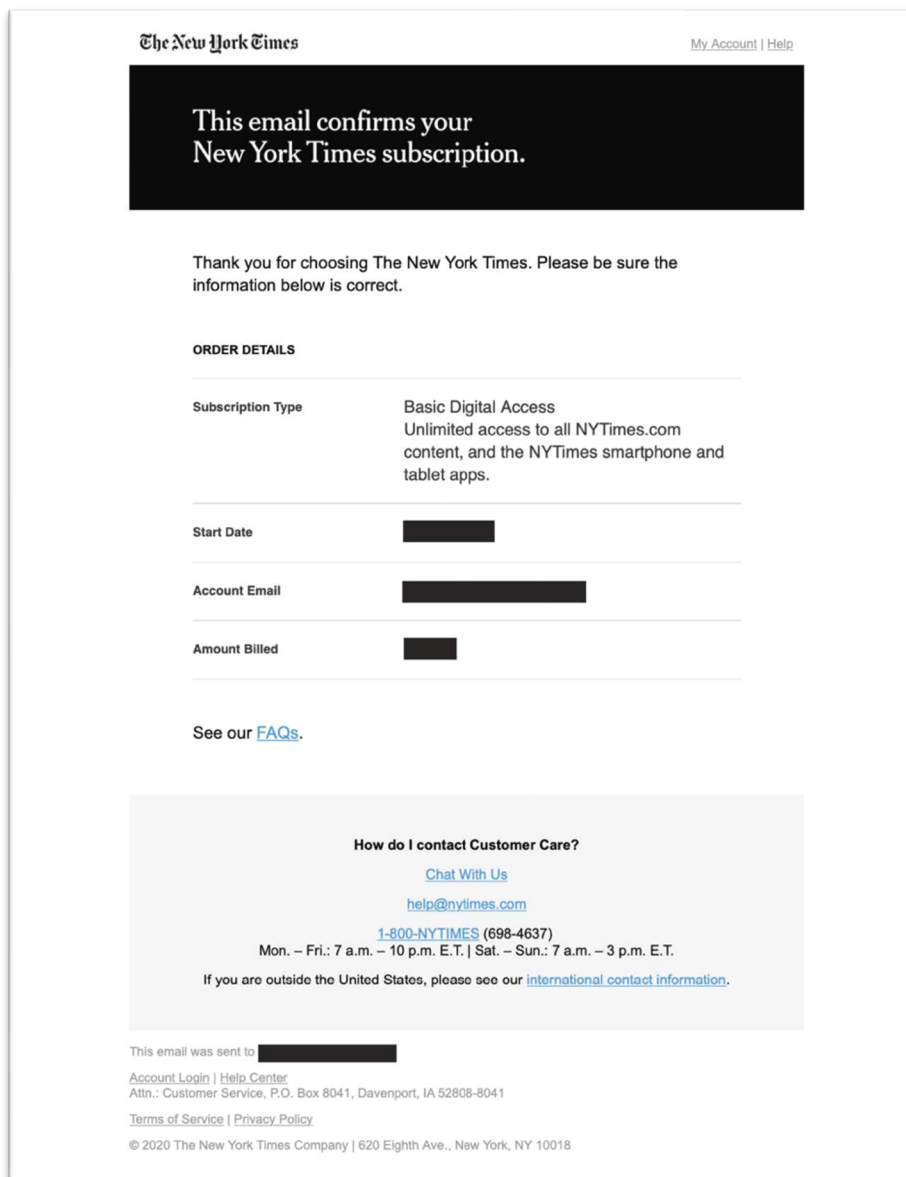 The New York Times
My Account | Help
This email confirms your
New York Times subscription.
Thank you for choosing The New York Times. Please be sure the
information below is correct.
ORDER DETAILS
Subscription Type
Basic Digital Access
Unlimited access to all NYTimes.com
content, and the NYTimes smartphone and
tablet apps.
Start Date
Account Email
Amount Billed
See our FAQs.
How do I contact Customer Care?
Chat With Us
help@nytimes.com
1-800-NYTIMES (698-4637)
Mon. – Fri.: 7 a.m. – 10 p.m. E.T. | Sat. – Sun.: 7 a.m. – 3 p.m. E.T.
If you are outside the United States, please see our international contact information.
This email was sent to
Account Login | Help Center
Attn.: Customer Service, P.O. Box 8041, Davenport, IA 52808-8041
Terms of Service | Privacy Policy
© 2020 The New York Times Company | 620 Eighth Ave., New York, NY 10018